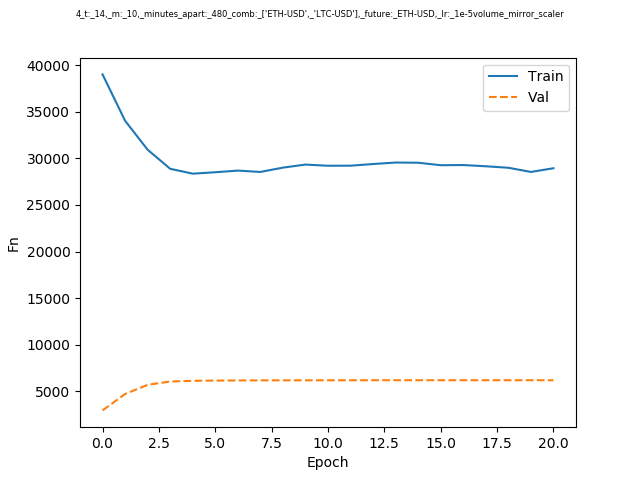 4_t:_14,_m:_10,_minutes_apart:_480_comb:_['ETH-USD',_'LTC-USD'],_future:_ETH-USD,_lr:_1e-5volume_mirror_scaler
40000
35000
30000
25000
20000
15000
10000
5000
Fn
Train
Val
0.0 2.5 5.0 7.5 10.0 12.5 15.0 17.5 20.0
Epoch